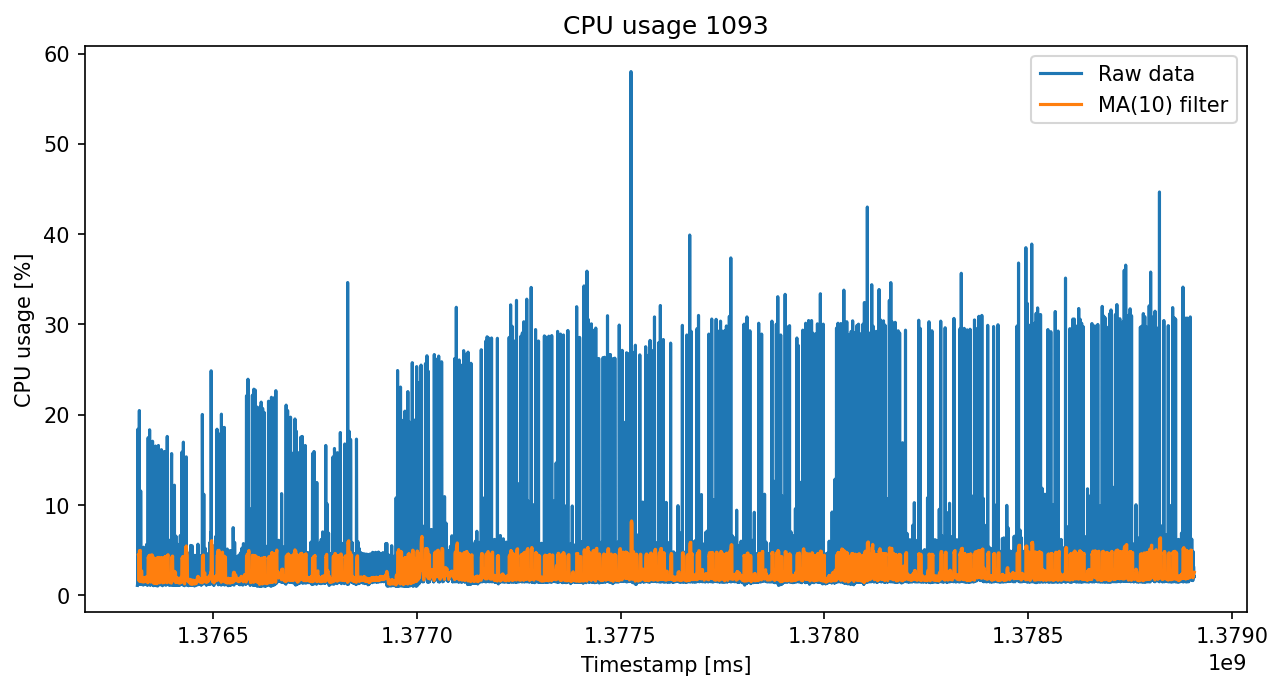 CPU usage 1093
Raw data
MA(10) filter
CPU usage [%]
60
50
40
30
20
10
0
1.3765 1.3770 1.3775 1.3780 1.3785 1.3790
1e9
Timestamp [ms]